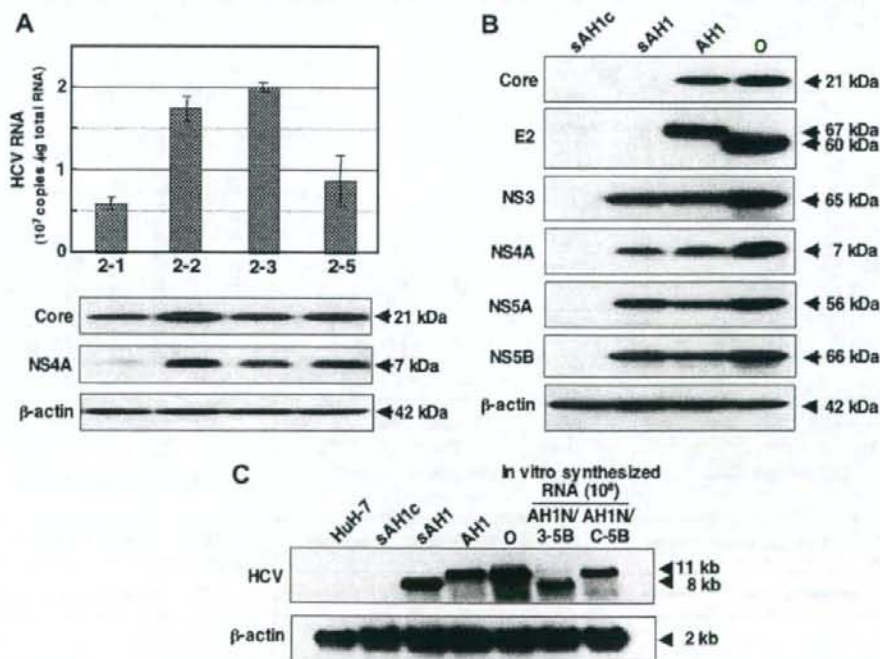 A
HCV RNA
(10⁷ copies μg total RNA)
2
1
0
2-1 2-2 2-3 2-5
Core 21 kDa
NS4A 7 kDa
β-actin 42 kDa
B
sAH1c sAH1 AH1 O
Core 21 kDa
E2 67 kDa
60 kDa
NS3 65 kDa
NS4A 7 kDa
NS5A 56 kDa
NS5B 66 kDa
β-actin 42 kDa
C
In vitro synthesized
RNA (10⁸)
HuH-7 sAH1c sAH1 AH1 O AH1N/ AH1N/
3-5B C-5B
HCV 11 kb
8 kb
β-actin 2 kb